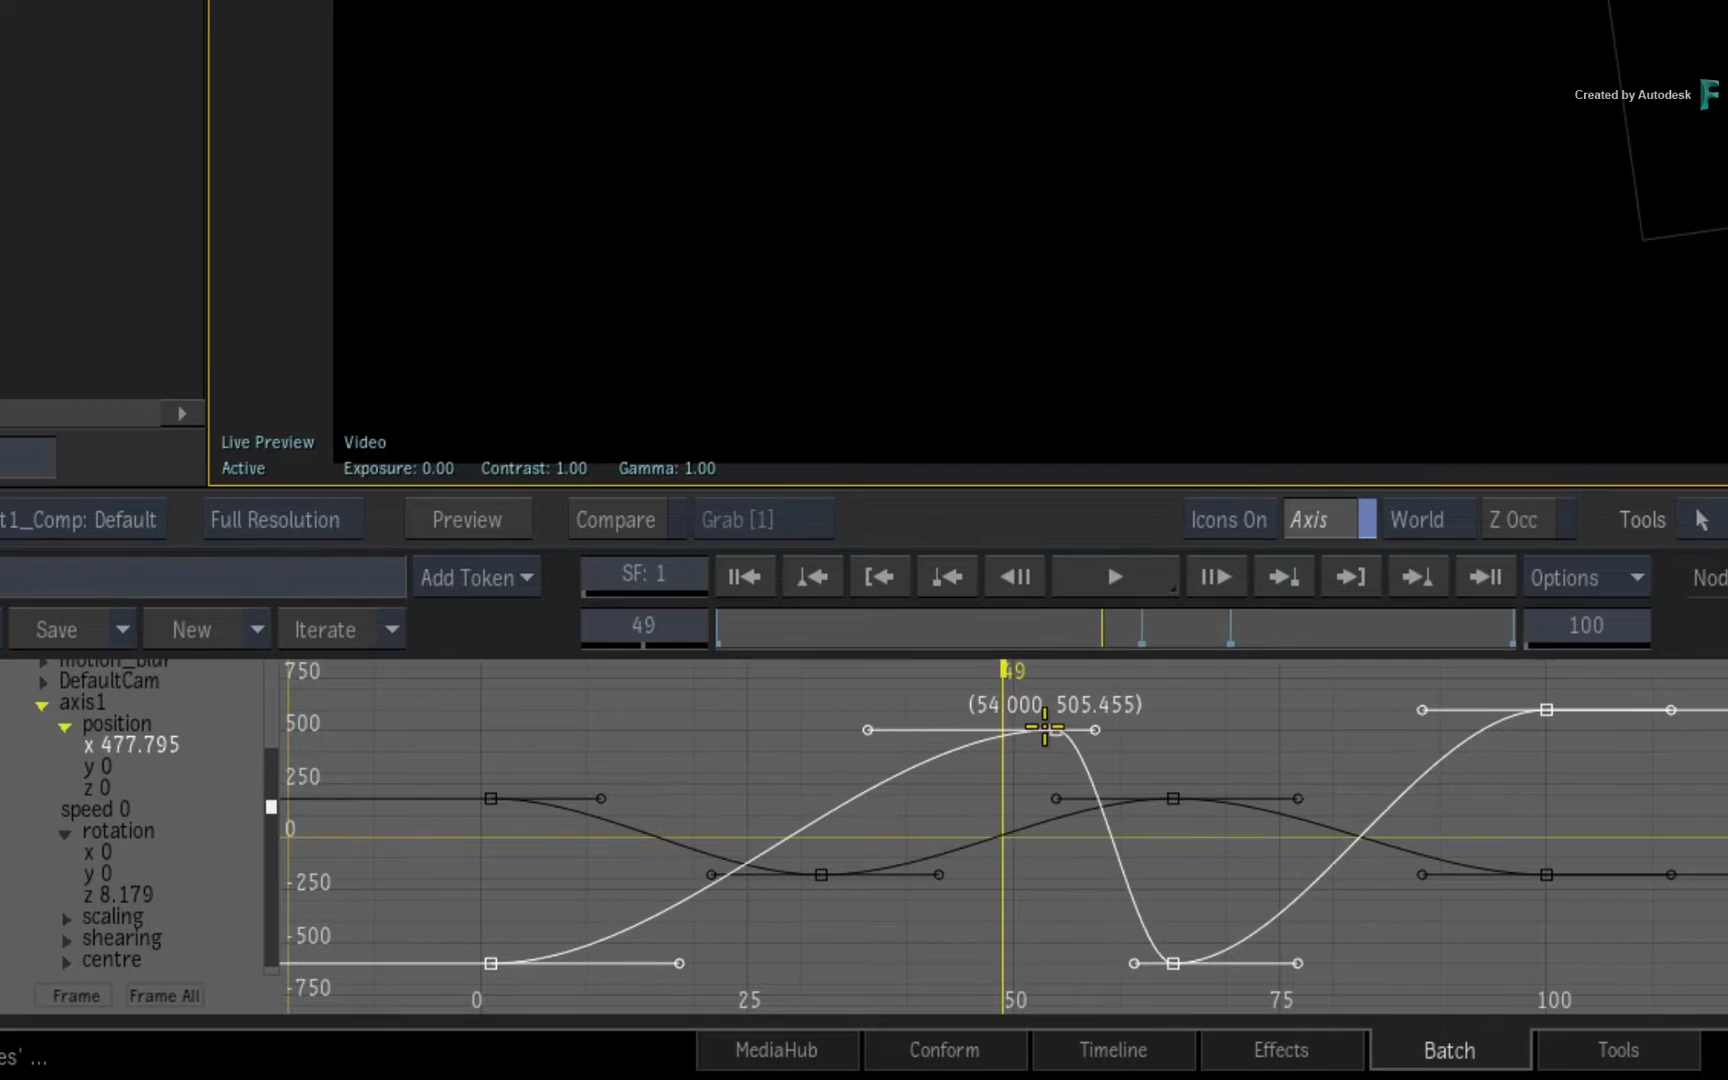 Created by Autodesk
Live Preview
Video
Active
Exposure: 0.00
Contrast: 1.00
Gamma: 1.00
t1_Comp: Default
Full Resolution
Preview
Compare
Grab [1]
Icons On
Axis
World
Z Occ
Tools
Add Token
SF: 1
Options
Nod
Save
New
Iterate
49
100
motion_blur
DefaultCam
axis1
position
x 477.795
y 0
z 0
speed 0
rotation
x 0
y 0
z 8.179
scaling
shearing
centre
Frame
Frame All
750
500
250
0
-250
-500
-750
49
(54.000, 505.455)
0
25
50
75
100
es' ...
MediaHub
Conform
Timeline
Effects
Batch
Tools